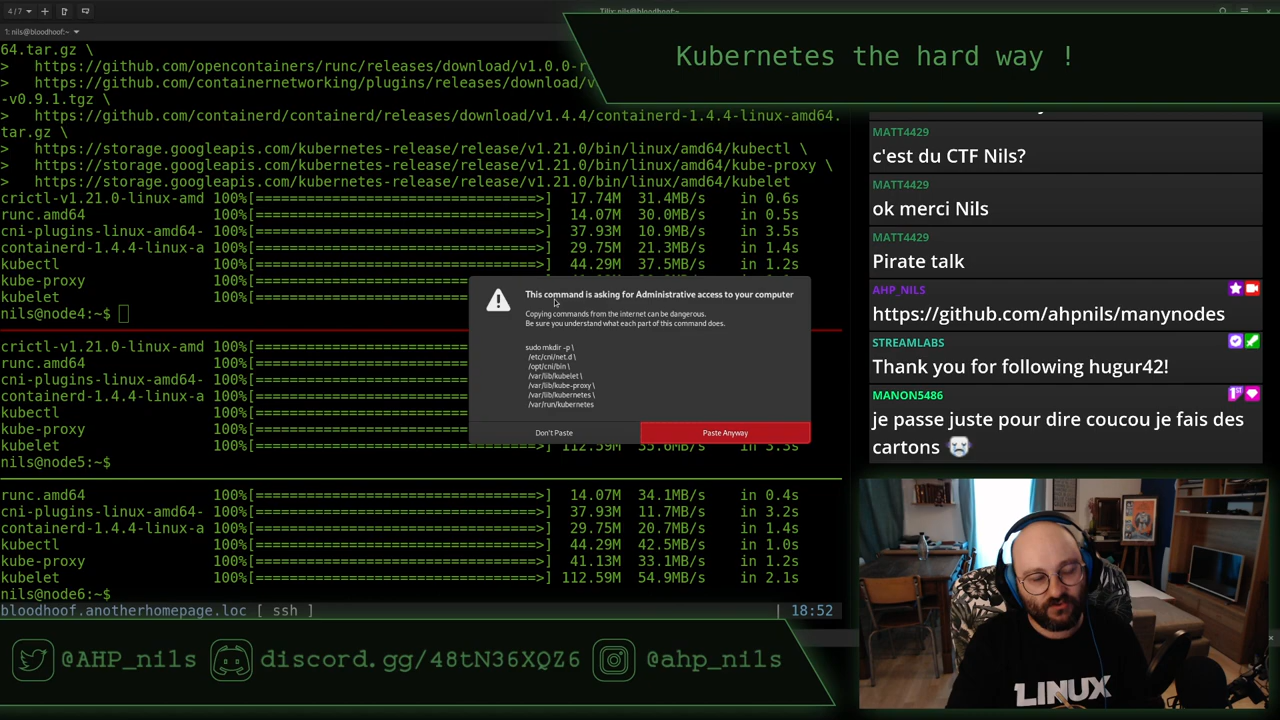 4 / 7
Tilix: nils@bloodhoof:~
1: nils@bloodhoof:~
Kubernetes the hard way !
64.tar.gz \
>   https://github.com/opencontainers/runc/releases/download/v1.0.0-r
>   https://github.com/containernetworking/plugins/releases/download/v
-v0.9.1.tgz \
>   https://github.com/containerd/containerd/releases/download/v1.4.4/containerd-1.4.4-linux-amd64.
tar.gz \
>   https://storage.googleapis.com/kubernetes-release/release/v1.21.0/bin/linux/amd64/kubectl \
>   https://storage.googleapis.com/kubernetes-release/release/v1.21.0/bin/linux/amd64/kube-proxy \
>   https://storage.googleapis.com/kubernetes-release/release/v1.21.0/bin/linux/amd64/kubelet
crictl-v1.21.0-linux-amd 100%[==================================>] 17.74M 31.4MB/s in 0.6s
runc.amd64 100%[==================================>] 14.07M 30.0MB/s in 0.5s
cni-plugins-linux-amd64- 100%[==================================>] 37.93M 10.9MB/s in 3.5s
containerd-1.4.4-linux-a 100%[==================================>] 29.75M 21.3MB/s in 1.4s
kubectl 100%[==================================>] 44.29M 37.5MB/s in 1.2s
kube-proxy 100%[=======================
kubelet 100%[=======================
nils@node4:~$
crictl-v1.21.0-linux-amd 100%[=======================
runc.amd64 100%[=======================
cni-plugins-linux-amd64- 100%[=======================
containerd-1.4.4-linux-a 100%[=======================
kubectl 100%[=======================
kube-proxy 100%[=======================
kubelet 100%[==================================>] 112.59M 35.6MB/s in 3.3s
nils@node5:~$
runc.amd64 100%[==================================>] 14.07M 34.1MB/s in 0.4s
cni-plugins-linux-amd64- 100%[==================================>] 37.93M 11.7MB/s in 3.2s
containerd-1.4.4-linux-a 100%[==================================>] 29.75M 20.7MB/s in 1.4s
kubectl 100%[==================================>] 44.29M 42.5MB/s in 1.0s
kube-proxy 100%[==================================>] 41.13M 33.1MB/s in 1.2s
kubelet 100%[==================================>] 112.59M 54.9MB/s in 2.1s
nils@node6:~$
bloodhoof.anotherhomepage.loc [ ssh ] | 18:52
This command is asking for Administrative access to your computer
Copying commands from the internet can be dangerous.
Be sure you understand what each part of this command does.
sudo mkdir -p \
/etc/cni/net.d \
/opt/cni/bin \
/var/lib/kubelet \
/var/lib/kube-proxy \
/var/lib/kubernetes \
/var/run/kubernetes
Don't Paste
Paste Anyway
MATT4429
c'est du CTF Nils?
MATT4429
ok merci Nils
MATT4429
Pirate talk
AHP_NILS
https://github.com/ahpnils/manynodes
STREAMLABS
Thank you for following hugur42!
MANON5486
je passe juste pour dire coucou je fais des
cartons
LINUX
@AHP_nils
discord.gg/48tN36XQZ6
@ahp_nils